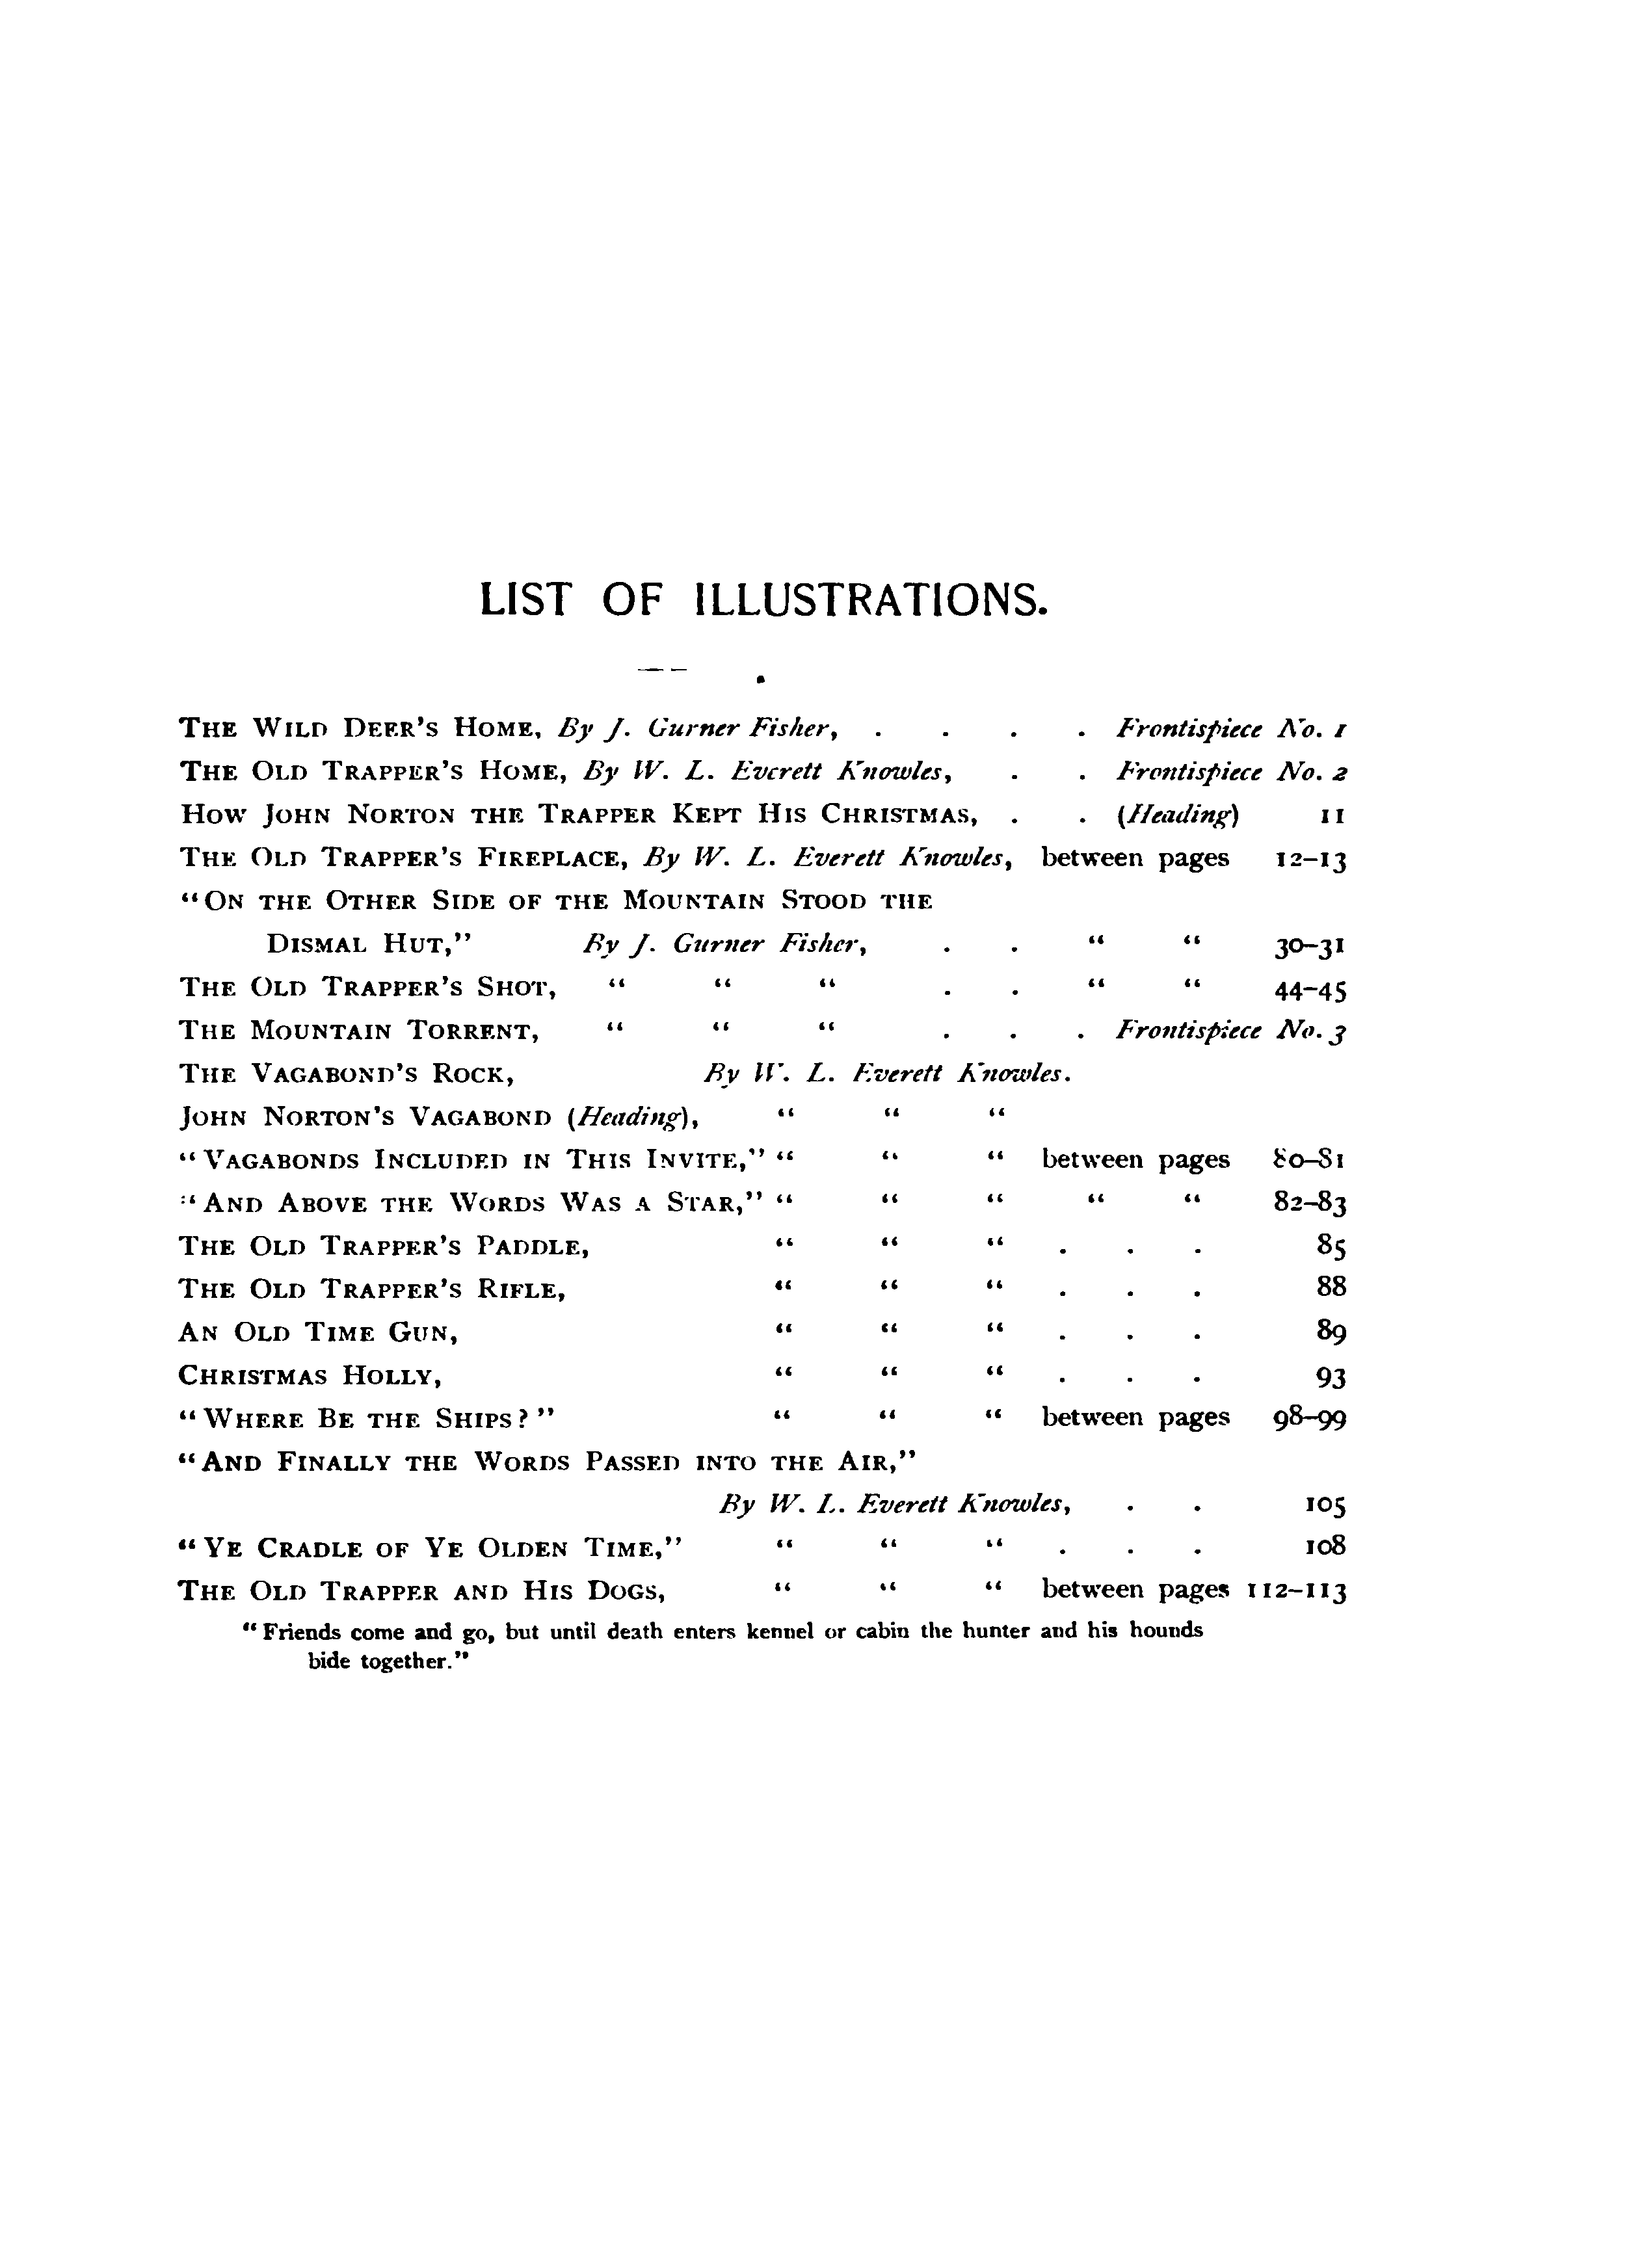 LIST OF ILLUSTRATIONS.
THE WILD DEER'S HOME, By J. Gurner Fisher, . . . . Frontispiece No. 1
THE OLD TRAPPER'S HOME, By W. L. Everett Knowles, . . Frontispiece No. 2
HOW JOHN NORTON THE TRAPPER KEPT HIS CHRISTMAS, . . (Heading) 11
THE OLD TRAPPER'S FIREPLACE, By W. L. Everett Knowles, between pages 12–13
“ON THE OTHER SIDE OF THE MOUNTAIN STOOD THE
DISMAL HUT,” By J. Gurner Fisher, . . “ “ 30–31
THE OLD TRAPPER'S SHOT, “ “ “ . . “ “ 44–45
THE MOUNTAIN TORRENT, “ “ “ . . . Frontispiece No. 3
THE VAGABOND'S ROCK, By W. L. Everett Knowles.
JOHN NORTON'S VAGABOND (Heading), “ “ “
“VAGABONDS INCLUDED IN THIS INVITE,” “ “ “ between pages 80–81
“AND ABOVE THE WORDS WAS A STAR,” “ “ “ “ “ 82–83
THE OLD TRAPPER'S PADDLE, “ “ “ . . . 85
THE OLD TRAPPER'S RIFLE, “ “ “ . . . 88
AN OLD TIME GUN, “ “ “ . . . 89
CHRISTMAS HOLLY, “ “ “ . . . 93
“WHERE BE THE SHIPS?” “ “ “ between pages 98–99
“AND FINALLY THE WORDS PASSED INTO THE AIR,”
By W. L. Everett Knowles, . . 105
“YE CRADLE OF YE OLDEN TIME,” “ “ “ . . . 108
THE OLD TRAPPER AND HIS DOGS, “ “ “ between pages 112–113
“Friends come and go, but until death enters kennel or cabin the hunter and his hounds
bide together.”